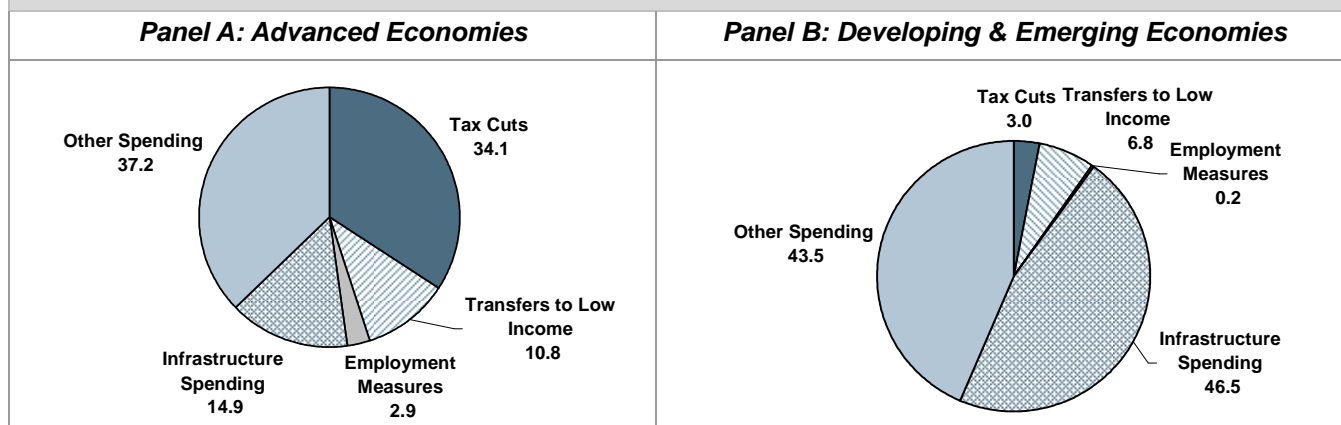 Panel A: Advanced Economies
Tax Cuts
34.1
Other Spending
37.2
Transfers to Low
Income
10.8
Infrastructure
Spending
14.9
Employment
Measures
2.9
Panel B: Developing & Emerging Economies
Tax Cuts
3.0
Transfers to Low
Income
6.8
Employment
Measures
0.2
Other Spending
43.5
Infrastructure
Spending
46.5